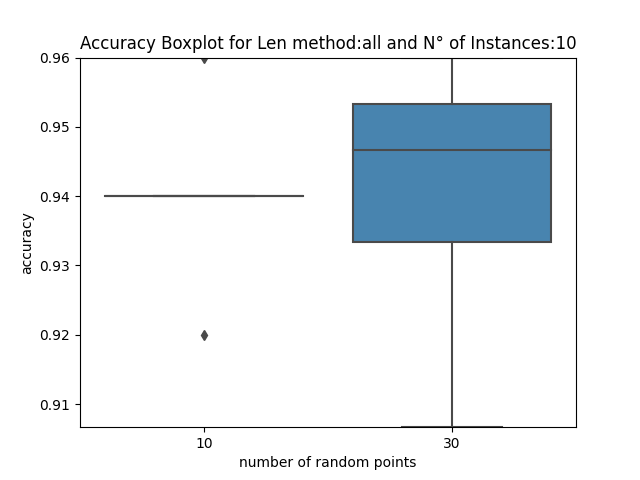 Accuracy Boxplot for Len method:all and N° of Instances:10
0.96
0.95
0.94
0.93
0.92
0.91
accuracy
10
30
number of random points